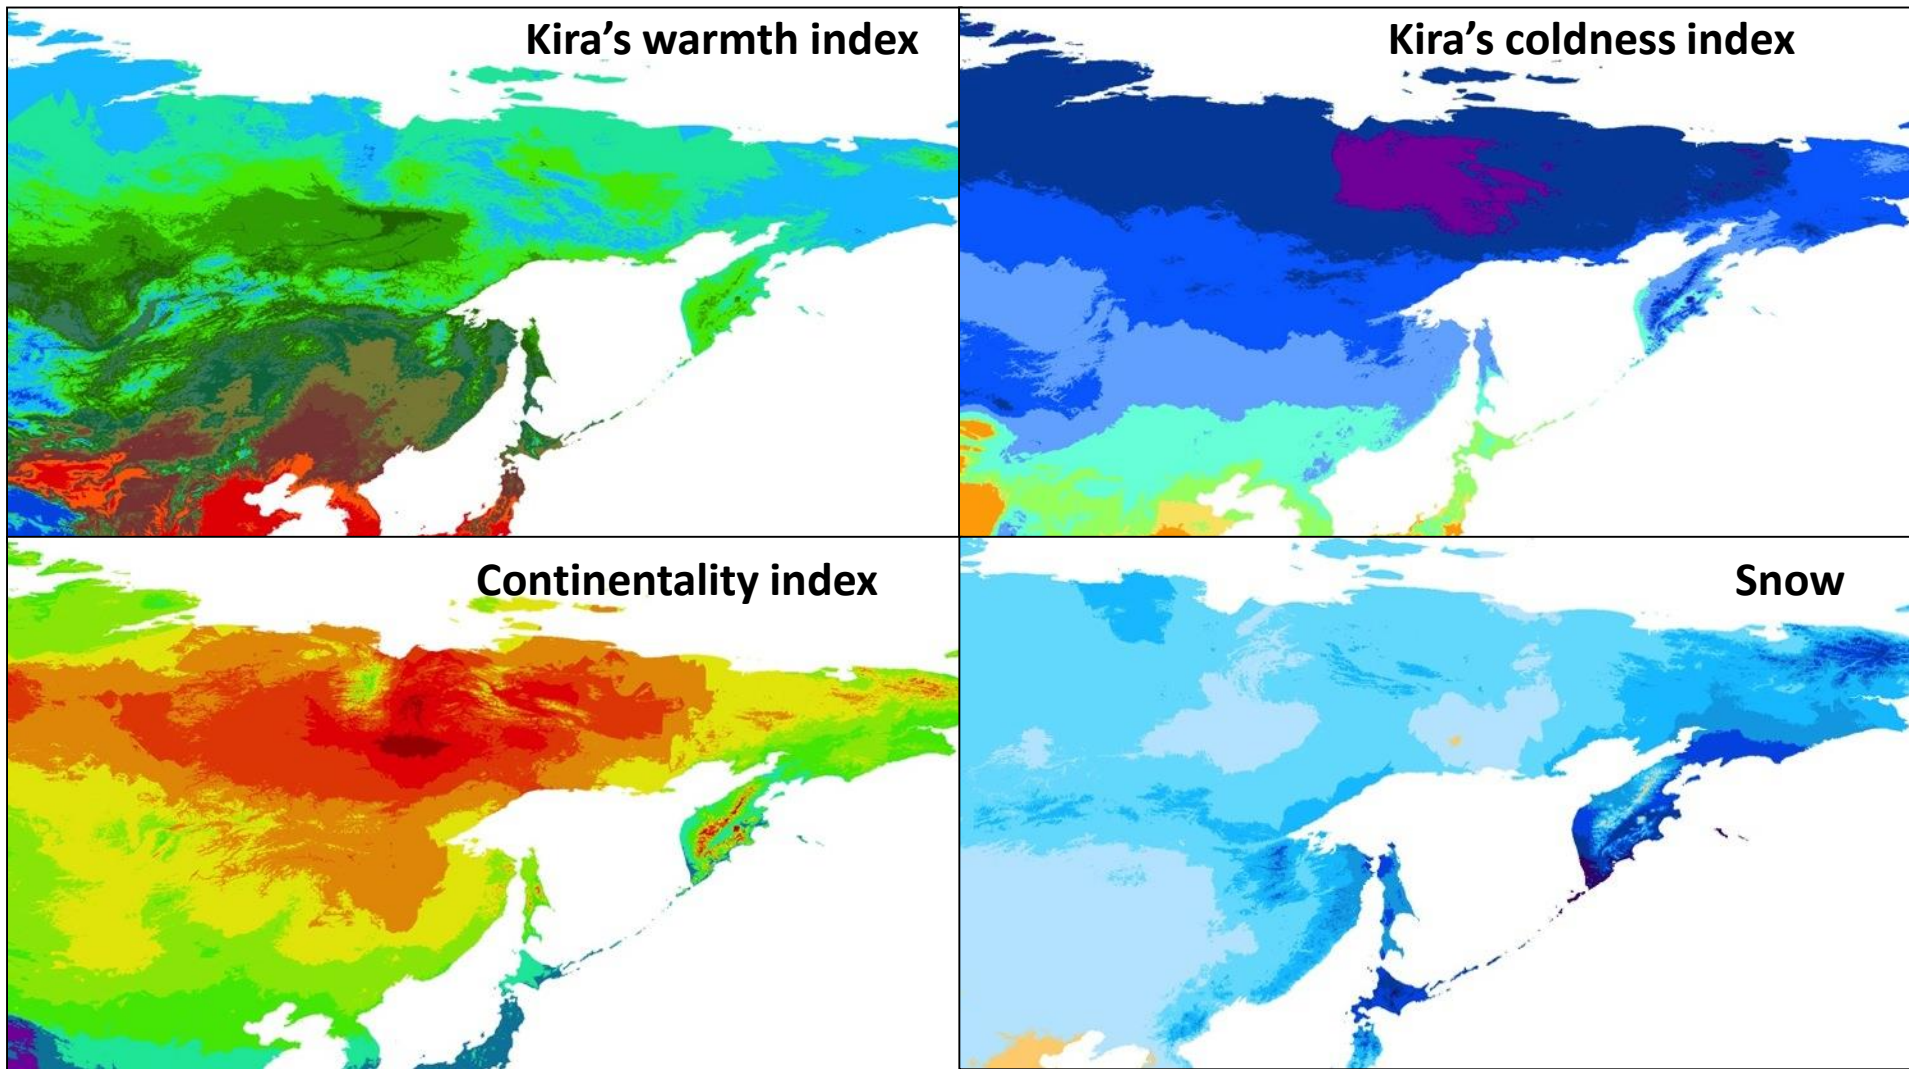 Kira's warmth index
Kira's coldness index
Continentality index
Snow